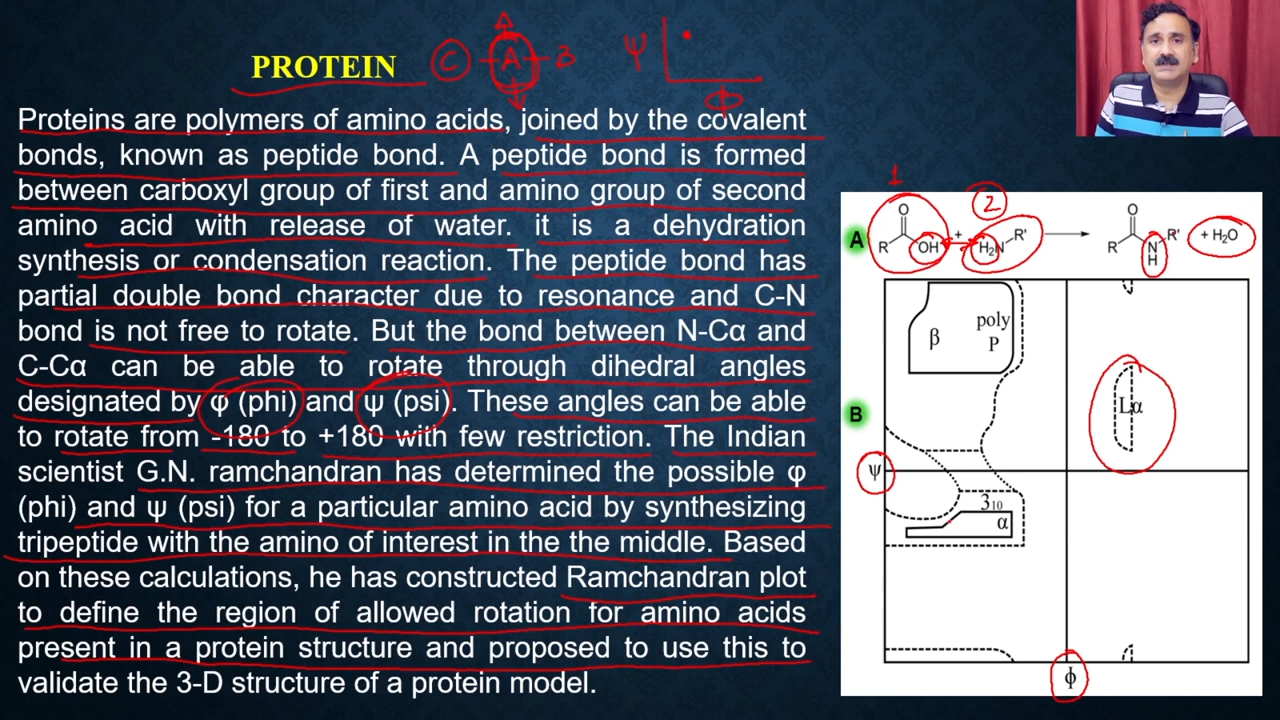 PROTEIN
C A B
ψ
Φ
Proteins are polymers of amino acids, joined by the covalent
bonds, known as peptide bond. A peptide bond is formed
between carboxyl group of first and amino group of second
amino acid with release of water. it is a dehydration
synthesis or condensation reaction. The peptide bond has
partial double bond character due to resonance and C-N
bond is not free to rotate. But the bond between N-Cα and
C-Cα can be able to rotate through dihedral angles
designated by φ (phi) and ψ (psi). These angles can be able
to rotate from -180 to +180 with few restriction. The Indian
scientist G.N. ramchandran has determined the possible φ
(phi) and ψ (psi) for a particular amino acid by synthesizing
tripeptide with the amino of interest in the the middle. Based
on these calculations, he has constructed Ramchandran plot
to define the region of allowed rotation for amino acids
present in a protein structure and proposed to use this to
validate the 3-D structure of a protein model.
1
2
A
O
R OH + H₂N R'
O
R N R' + H₂O
H
B
β
poly
P
Lα
ψ
3₁₀
α
ϕ